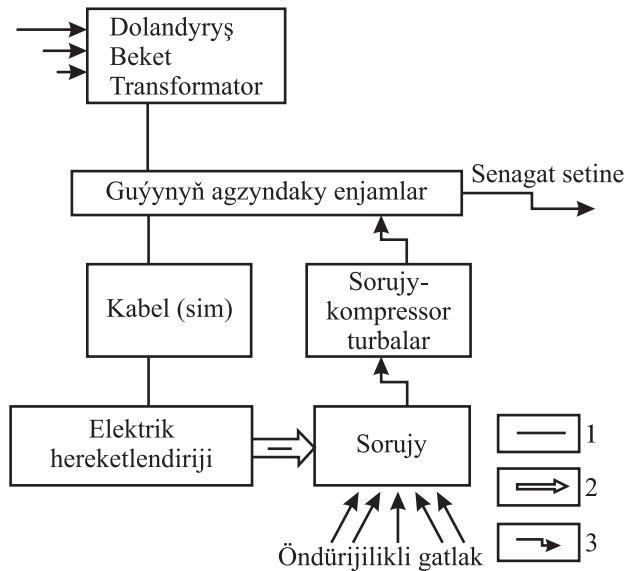 Dolandyryş
Beket
Transformator
Guýynyň agzyndaky enjamlar
Senagat setine
Kabel (sim)
Sorujy-
kompressor
turbalar
Elektrik
hereketlendiriji
Sorujy
1
2
3
Öndürijilikli gatlak